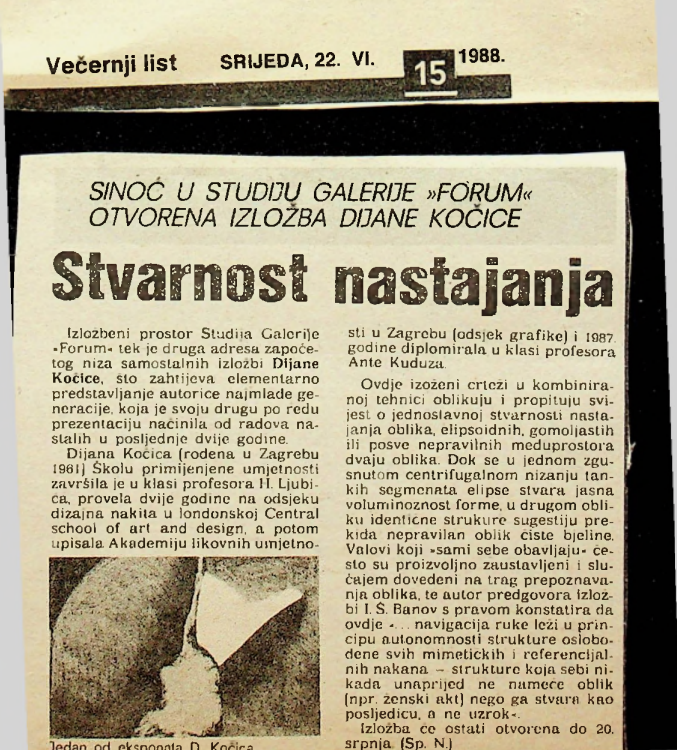 Večernji list SRIJEDA, 22. VI. 15 1988.
SINOĆ U STUDIJU GALERIJE »FORUM«
OTVORENA IZLOŽBA DIJANE KOČICE
Stvarnost nastajanja
Izložbeni prostor Studija Galerije
»Forum« tek je druga adresa započe-
tog niza samostalnih izložbi Dijane
Kočice, što zahtijeva elementarno
predstavljanje autorice najmlađe ge-
neracije, koja je svoju drugu po redu
prezentaciju načinila od radova na-
stalih u posljednje dvije godine.
Dijana Kočica (rođena u Zagrebu
1961) Školu primijenjene umjetnosti
završila je u klasi profesora H. Ljubi-
ća, provela dvije godine na odsjeku
dizajna nakita u londonskoj Central
school of art and design, a potom
upisala Akademiju likovnih umjetno-
Jedan od eksponata D. Kočica
sti u Zagrebu (odsjek grafike) i 1987.
godine diplomirala u klasi profesora
Ante Kuduza.
Ovdje izoženi crteži u kombinira-
noj tehnici oblikuju i propituju svi-
jest o jednostavnoj stvarnosti nasta-
janja oblika, elipsoidnih, gomoljastih
ili posve nepravilnih međuprostora
dvaju oblika. Dok se u jednom zgu-
snutom centrifugalnom nizanju tan-
kih segmenata elipse stvara jasna
voluminoznost forme, u drugom obli-
ku identične strukure sugestiju pre-
kida nepravilan oblik čiste bjeline.
Valovi koji »sami sebe obavljaju« če-
sto su proizvoljno zaustavljeni i slu-
čajem dovedeni na trag prepoznava-
nja oblika, te autor predgovora izlož-
bi I. Š. Banov s pravom konstatira da
ovdje »... navigacija ruke leži u prin-
cipu autonomnosti strukture oslobo-
đene svih mimetičkih i referencijal-
nih nakana – strukture koja sebi ni-
kada unaprijed ne nameće oblik
(npr. ženski akt) nego ga stvara kao
posljedicu, a ne uzrok«.
Izložba će ostati otvorena do 20.
srpnja. (Sp. N.)